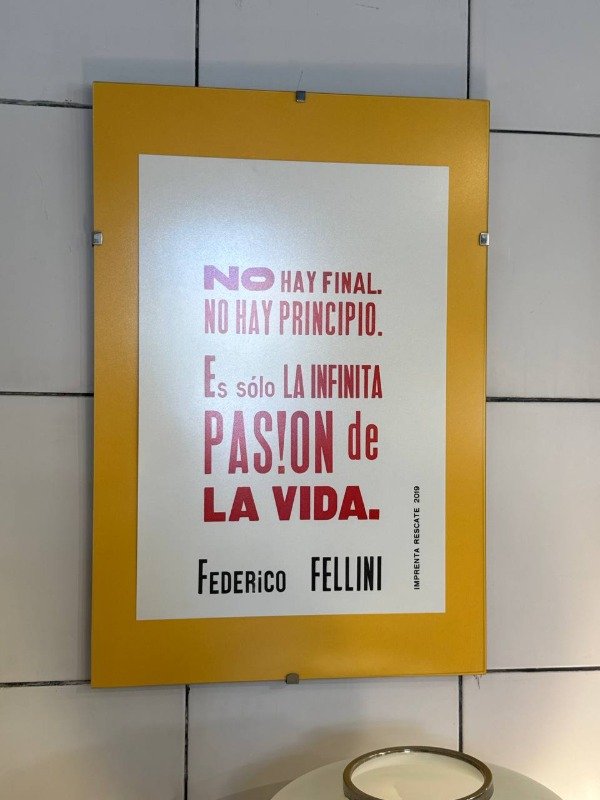 NO HAY FINAL.
NO HAY PRINCIPIO.
Es sólo LA INFINITA
PAS!ON de
LA VIDA.
FEDERiCO FELLINI
IMPRENTA RESCATE 2019